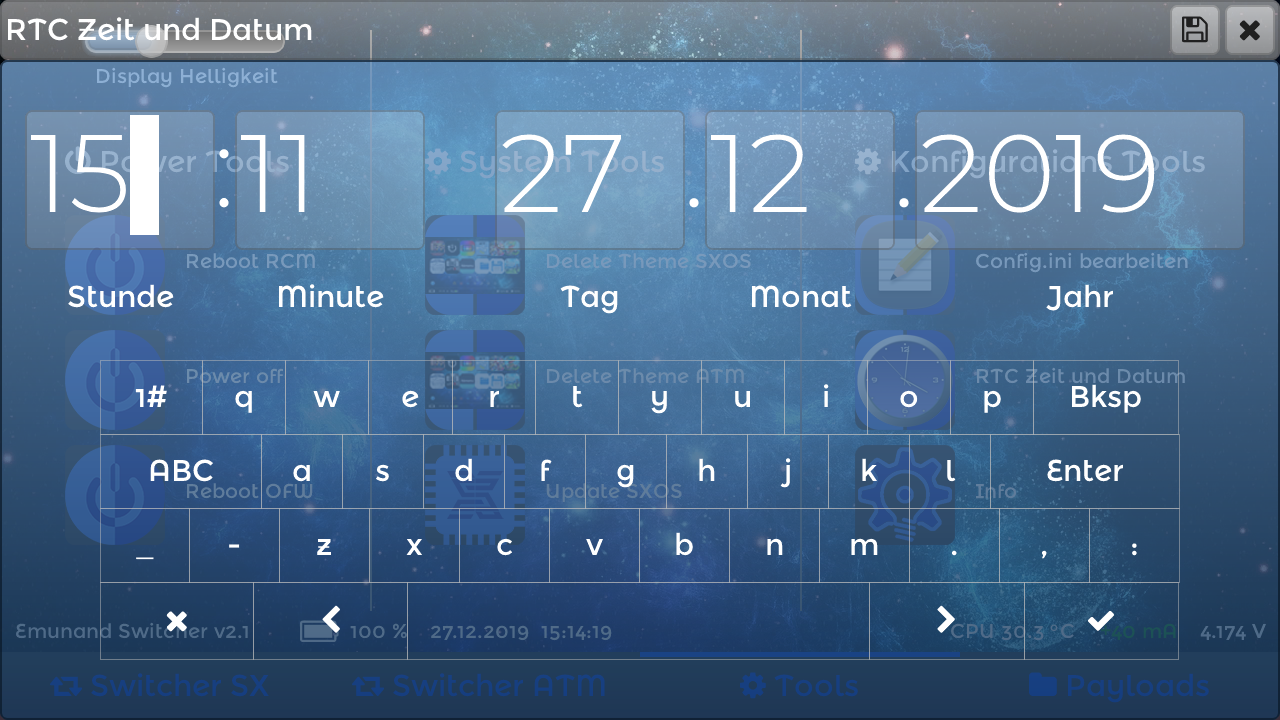 RTC Zeit und Datum
Display Helligkeit
15 : 11 27 . 12 . 2019
Power Tools System Tools Konfigurations Tools
Reboot RCM Delete Theme SXOS Config.ini bearbeiten
Stunde Minute Tag Monat Jahr
Power off Delete Theme ATM RTC Zeit und Datum
1# q w e r t y u i o p Bksp
ABC a s d f g h j k l Enter
Reboot OFW Update SXOS Info
_ - z x c v b n m . , :
Emunand Switcher v2.1 100 % 27.12.2019 15:14:19 CPU 30.3 °C mA 4.174 V
Switcher SX Switcher ATM Tools Payloads